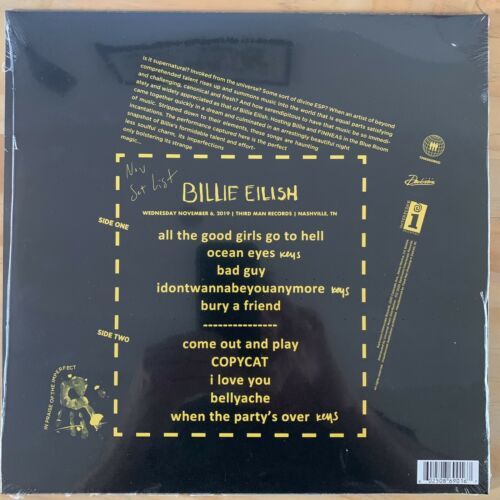 Is it supernatural? Invoked from the universe? Some sort of divine ESP? When an artist of beyond
comprehended talent rises up and summons music into the world that is equal parts satisfying
and challenging, canonical and fresh? And how serendipitous to have that music be so immedi-
ately and widely appreciated as that of Billie Eilish. Hosting Billie and FINNEAS in the Blue Room
came together quickly in a dream and culminated in an arrestingly beautiful night
of music. Stripped down to their elements, these songs are haunting
incantations. The performance captured here is the perfect
snapshot of Billie's formidable talent and effort-
less soulful charm, its imperfections
only bolstering its strange
magic...
Nov
Set List
BILLIE EILISH
WEDNESDAY NOVEMBER 6, 2019 | THIRD MAN RECORDS | NASHVILLE, TN
SIDE ONE
all the good girls go to hell
ocean eyes keys
bad guy
idontwannabeyouanymore keys
bury a friend
---------------
SIDE TWO
come out and play
COPYCAT
i love you
bellyache
when the party's over keys
IN PRAISE OF THE IMPERFECT
Darkroom
INTERSCOPE
6 02508 69016